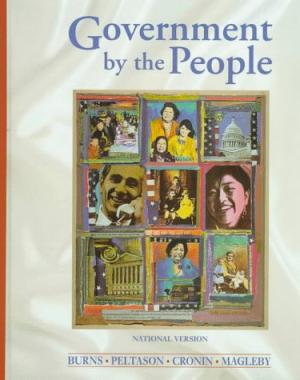 Government
by the People
NATIONAL VERSION
BURNS • PELTASON • CRONIN • MAGLEBY